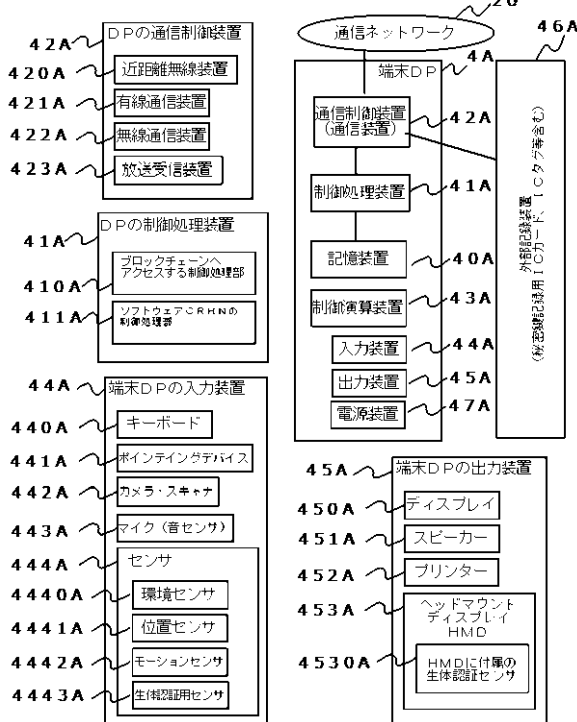 42A
DPの通信制御装置
420A
近距離無線装置
421A
有線通信装置
422A
無線通信装置
423A
放送受信装置
41A
DPの制御処理装置
410A
ブロックチェーンへ
アクセスする制御処理部
411A
ソフトウェアCRHNの
制御処理部
44A
端末DPの入力装置
440A
キーボード
441A
ポインテイングデバイス
442A
カメラ・スキャナ
443A
マイク(音センサ)
444A
センサ
4440A
環境センサ
4441A
位置センサ
4442A
モーションセンサ
4443A
生体認証用センサ
20
通信ネットワーク
端末DP
4A
通信制御装置
(通信装置)
42A
制御処理装置
41A
記憶装置
40A
制御演算装置
43A
入力装置
44A
出力装置
45A
電源装置
47A
46A
外部記録装置
(秘密鍵記録用ICカード、ICタグ等含む)
45A
端末DPの出力装置
450A
ディスプレイ
451A
スピーカー
452A
プリンター
453A
ヘッドマウント
ディスプレイ
HMD
4530A
HMDに付属の
生体認証センサ